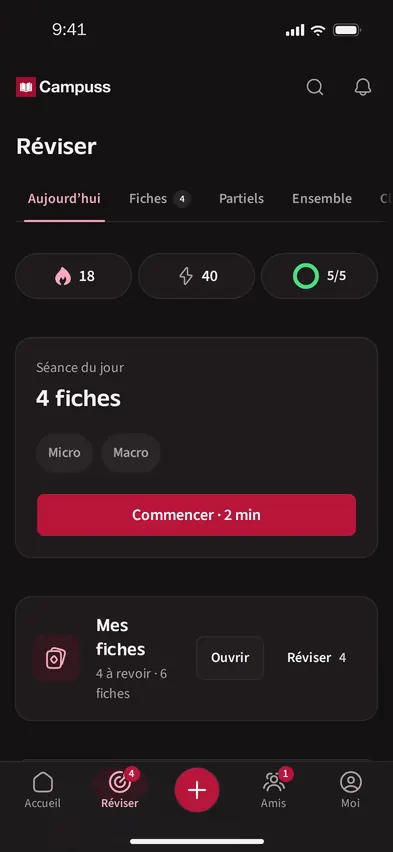 9:41
Campuss
Réviser
Aujourd'hui
Fiches 4
Partiels
Ensemble
18
40
5/5
Séance du jour
4 fiches
Micro
Macro
Commencer · 2 min
Mes
fiches
4 à revoir · 6
fiches
Ouvrir
Réviser 4
4
1
Accueil
Réviser
Amis
Moi